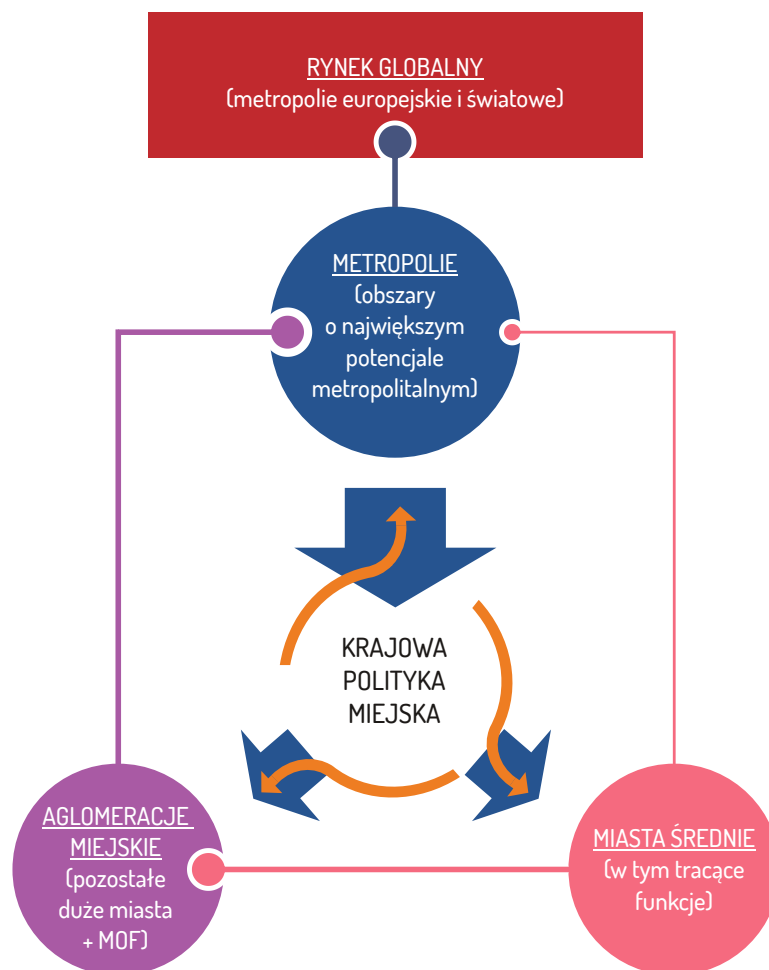 RYNEK GLOBALNY
(metropolie europejskie i światowe)
METROPOLIE
(obszary
o największym
potencjale
metropolitalnym)
KRAJOWA
POLITYKA
MIEJSKA
AGLOMERACJE
MIEJSKIE
(pozostałe
duże miasta
+ MOF)
MIASTA ŚREDNIE
(w tym tracące
funkcje)